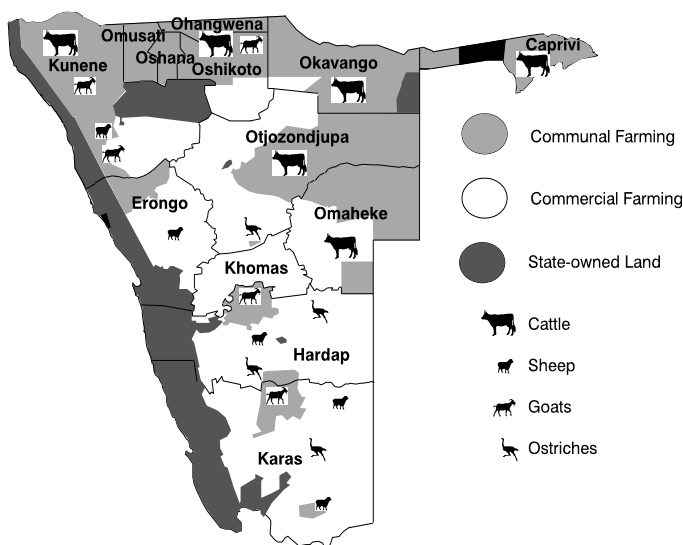 Ohangwena
Omusati
Caprivi
Oshana
Kunene
Oshikoto
Okavango
Otjozondjupa
Communal Farming
Commercial Farming
Erongo
Omaheke
Khomas
State-owned Land
Cattle
Hardap
Sheep
Goats
Karas
Ostriches